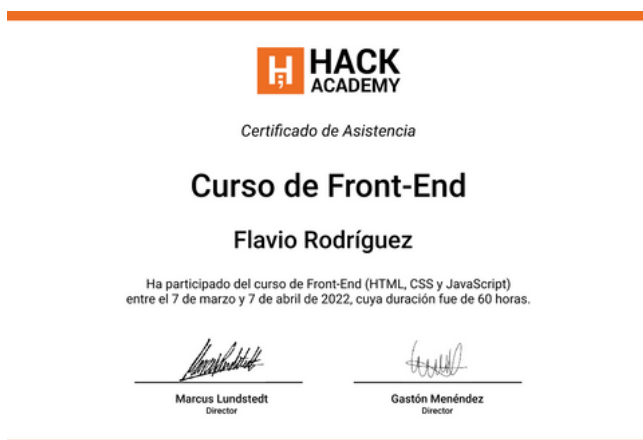 HACK
ACADEMY
Certificado de Asistencia
Curso de Front-End
Flavio Rodríguez
Ha participado del curso de Front-End (HTML, CSS y JavaScript)
entre el 7 de marzo y 7 de abril de 2022, cuya duración fue de 60 horas.
Marcus Lundstedt
Director
Gastón Menéndez
Director